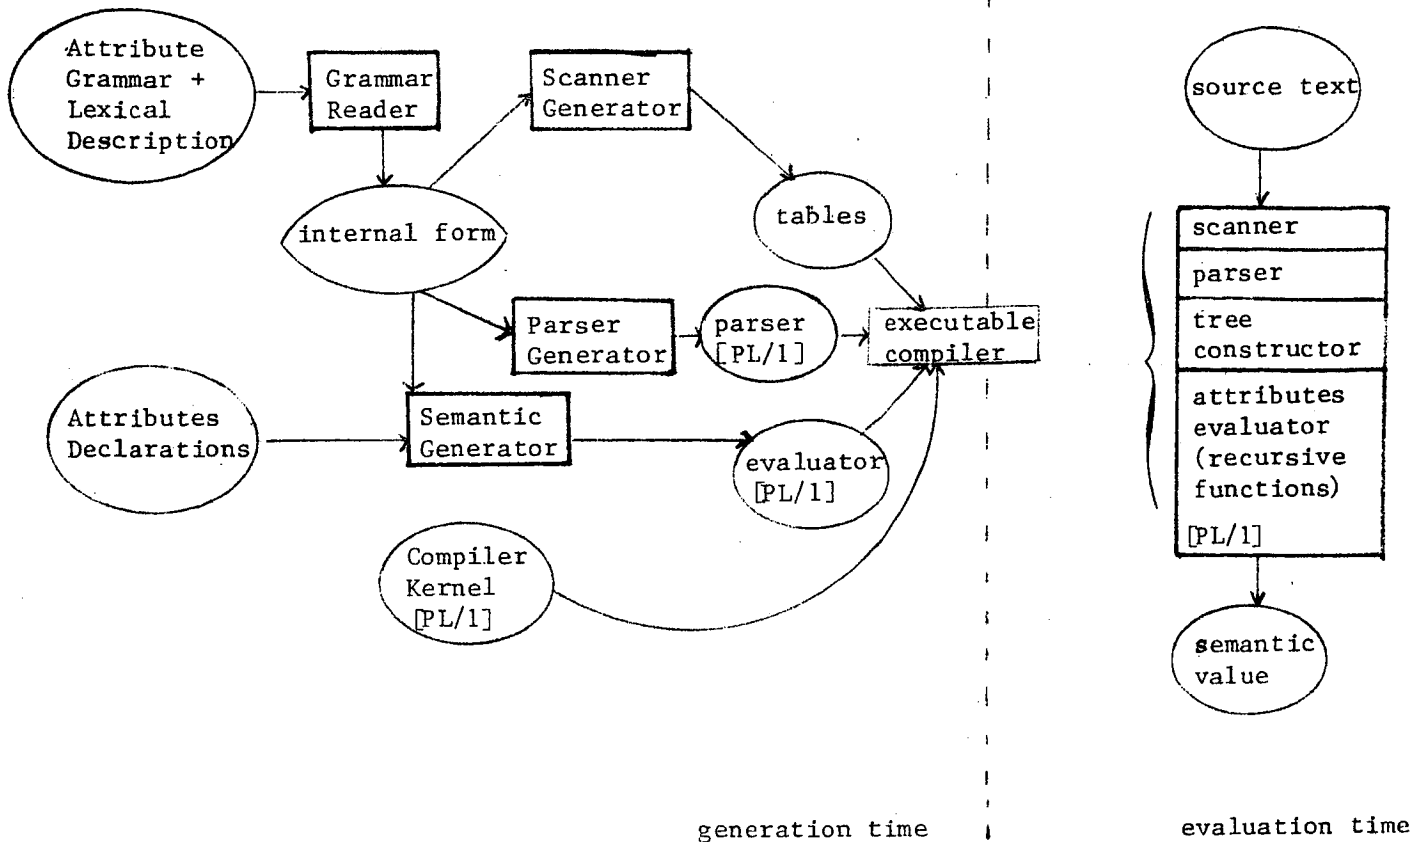 Attribute
Grammar +
Lexical
Description
Grammar
Reader
Scanner
Generator
internal form
tables
Parser
Generator
parser
[PL/1]
executable
compiler
Attributes
Declarations
Semantic
Generator
evaluator
[PL/1]
Compiler
Kernel
[PL/1]
generation time
source text
scanner
parser
tree
constructor
attributes
evaluator
(recursive
functions)
[PL/1]
semantic
value
evaluation time